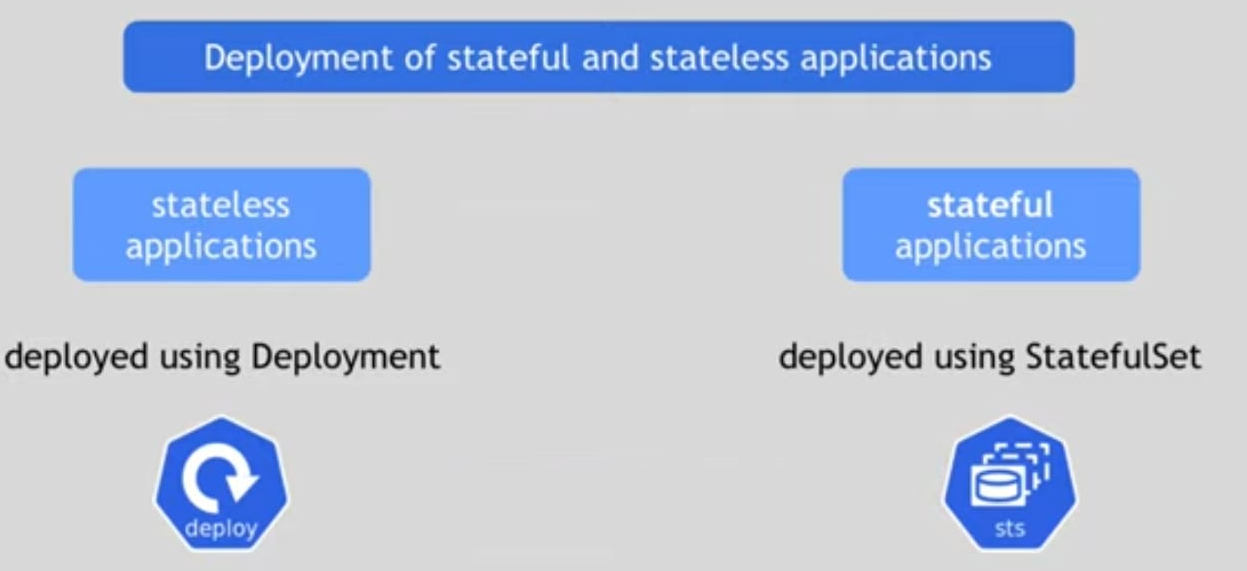 Deployment of stateful and stateless applications
stateless
applications
stateful
applications
deployed using Deployment
deployed using StatefulSet
deploy
sts